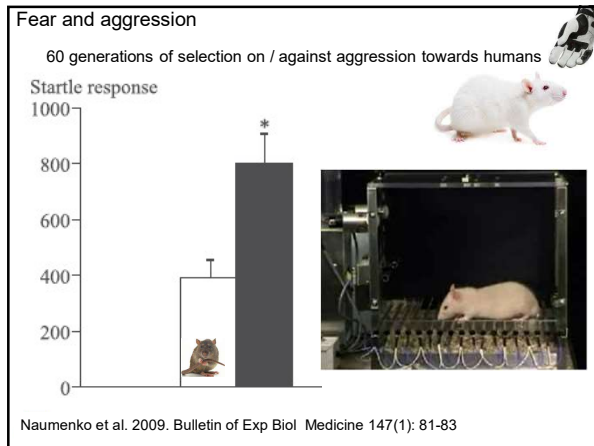 Fear and aggression
60 generations of selection on / against aggression towards humans
Startle response
1000
800
*
600
400
200
0
Naumenko et al. 2009. Bulletin of Exp Biol  Medicine 147(1): 81-83